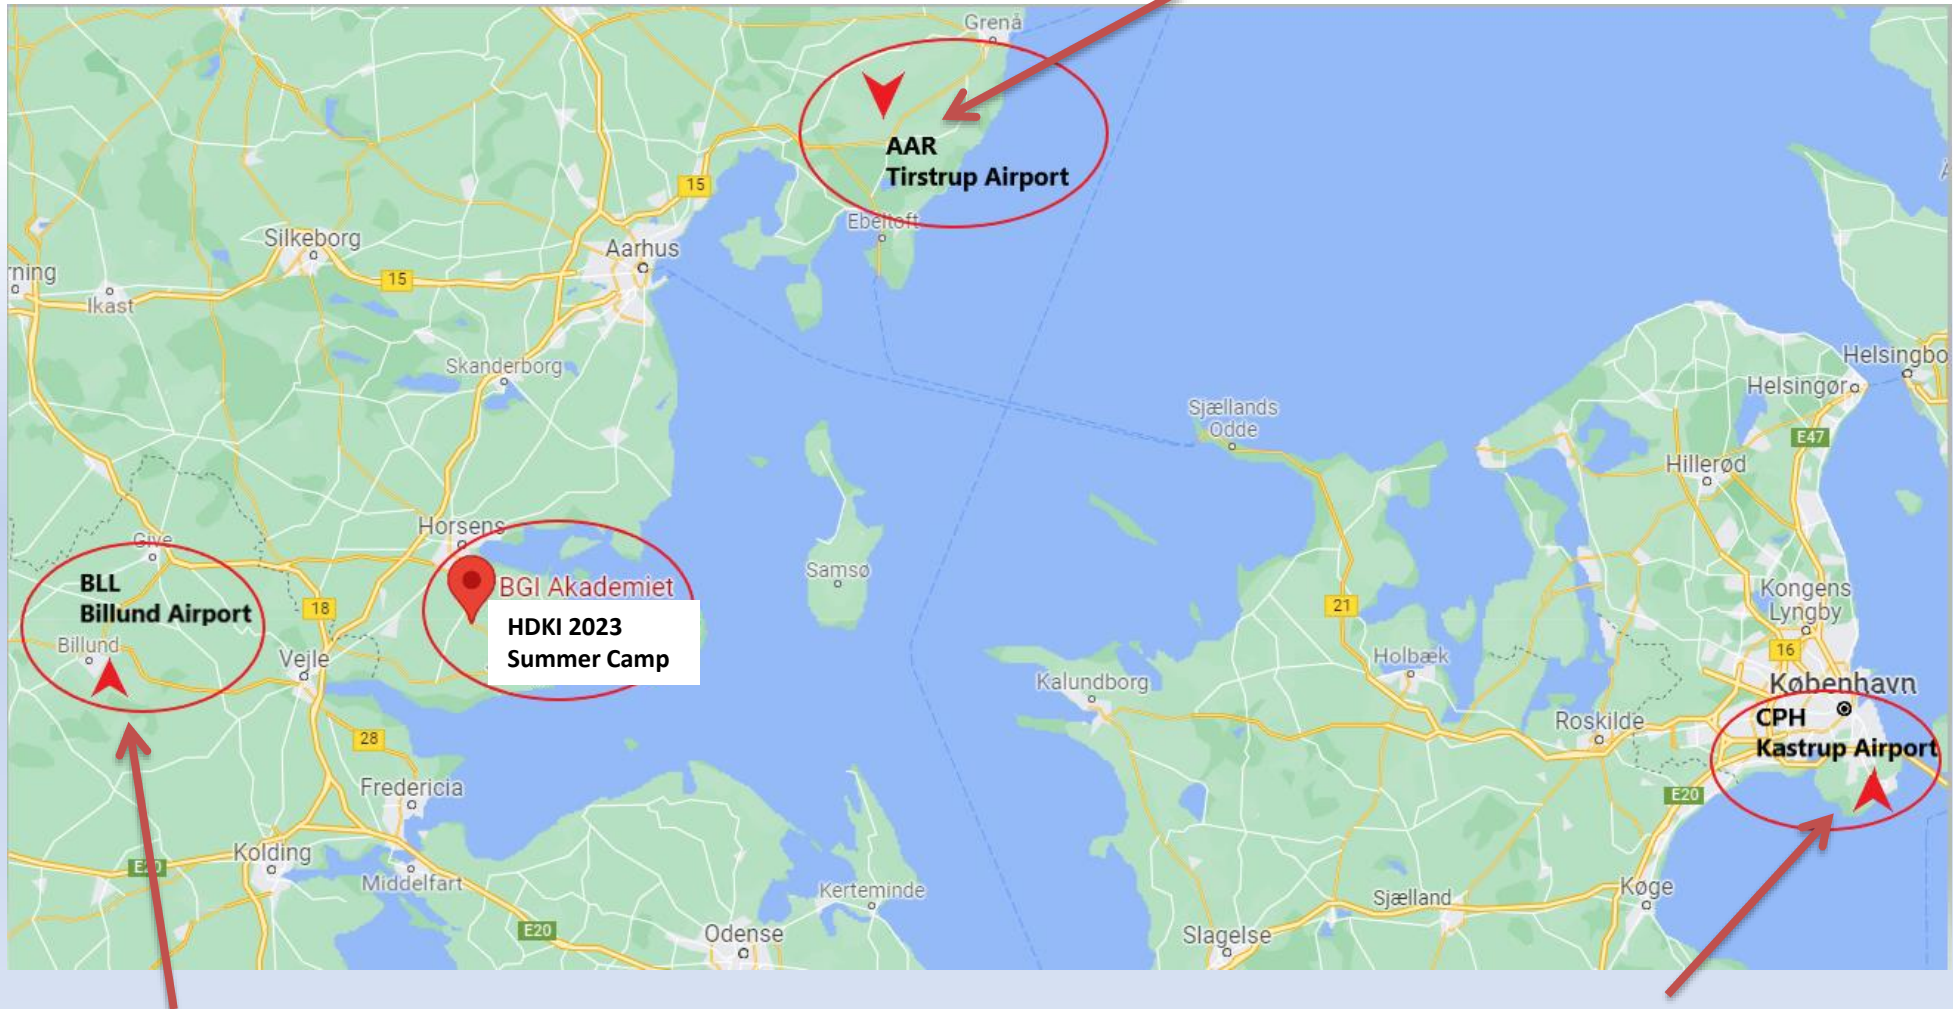 Grenå
AAR
Tirstrup Airport
15
Ebeltoft
Silkeborg
Aarhus
rning
15
Ikast
Skanderborg
Helsingbo
Helsingør
Sjællands
Odde
E47
Hillerød
Horsens
Give
BLL
Billund Airport
BGI Akademiet
HDKI 2023
Summer Camp
Samsø
Kongens
Lyngby
18
21
16
Billund
Vejle
Holbæk
Kalundborg
København
CPH
Kastrup Airport
Roskilde
28
Fredericia
E20
Kolding
E20
Middelfart
Kerteminde
Køge
Sjælland
E20
Odense
Slagelse